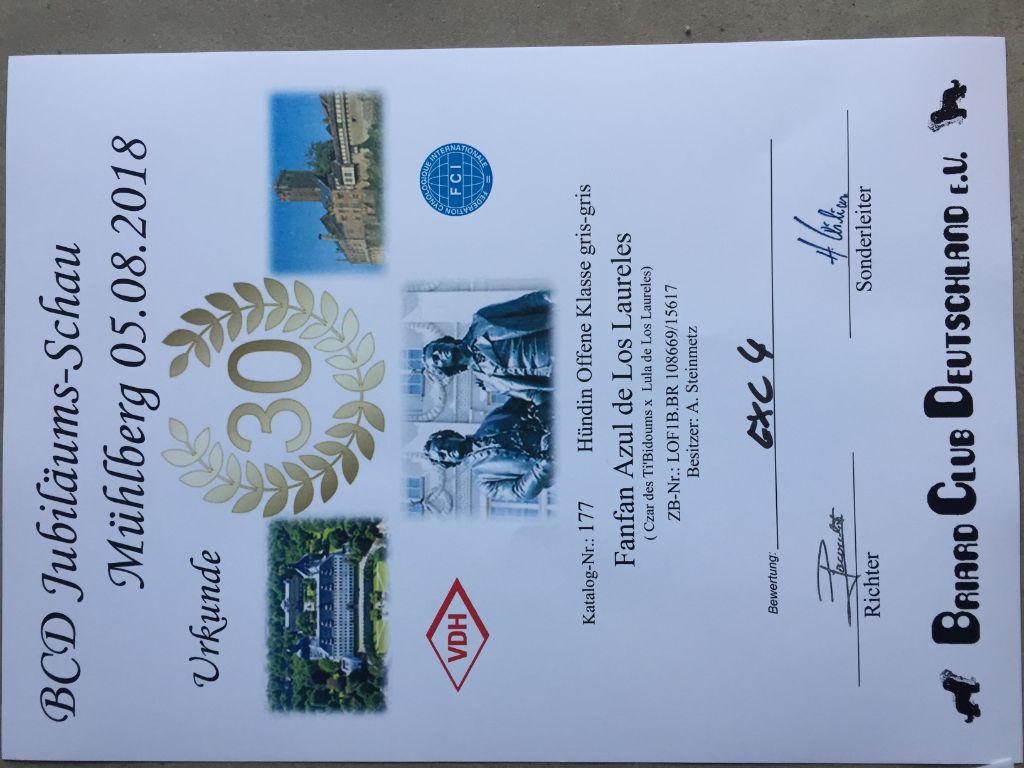 BCD Jubiläums-Schau
Mühlberg 05.08.2018
Urkunde
30
VDH
FEDERATION CYNOLOGIQUE INTERNATIONALE
FCI
Katalog-Nr.: 177 Hündin Offene Klasse gris-gris
Fanfan Azul de Los Laureles
( Czar des Ti'Bidoums x Lula de Los Laureles)
ZB-Nr.: LOF1B.BR 108669/15617
Besitzer: A. Steinmetz
Bewertung: EXC 4
Richter Sonderleiter
BRIARD CLUB DEUTSCHLAND E.V.